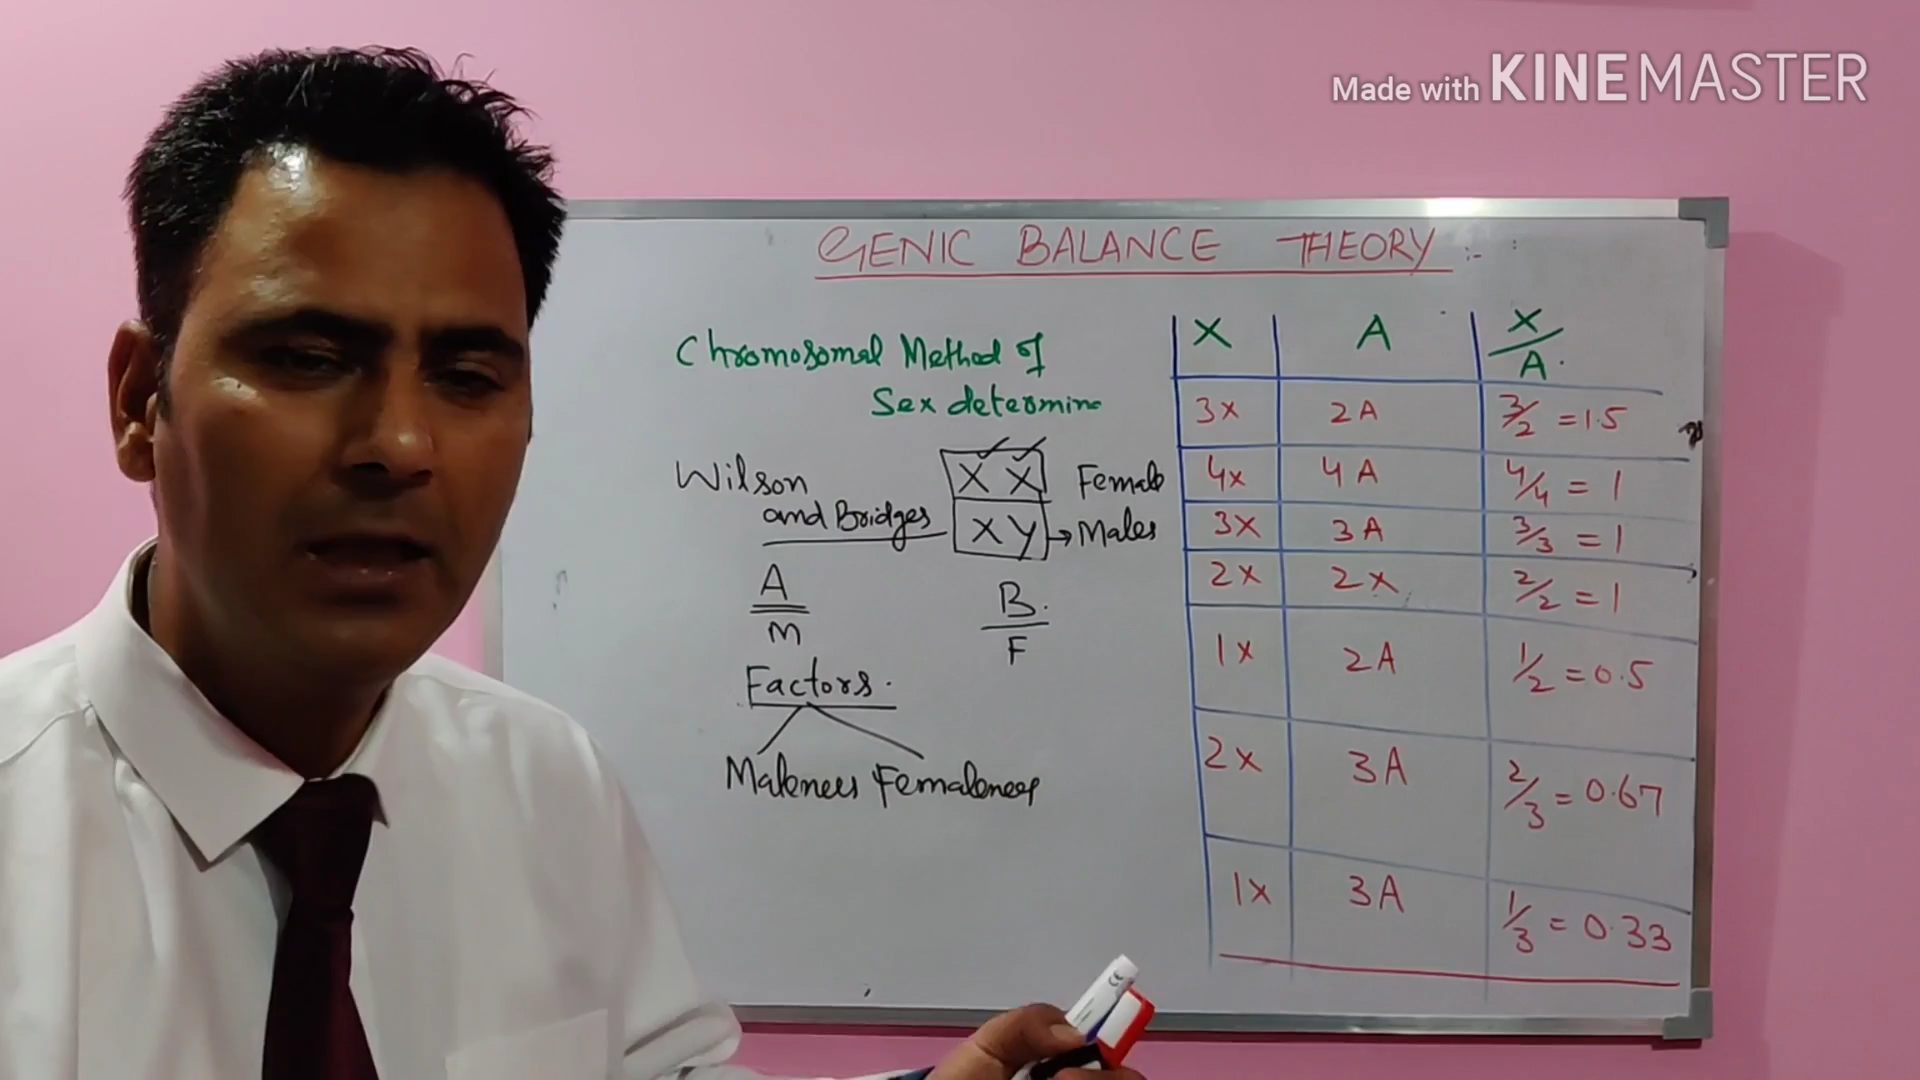 Made with KINEMASTER
GENIC BALANCE THEORY :-
Chromosomal Method of
Sex determine
Wilson
and Bridges
X X Female
X Y → Males
A
M
B.
F
Factors.
Maleness Femaleness
X A X/A.
3x 2A 3/2 = 1.5
4x 4A 4/4 = 1
3x 3A 3/3 = 1
2x 2x 2/2 = 1
1x 2A 1/2 = 0.5
2x 3A 2/3 = 0.67
1x 3A 1/3 = 0.33